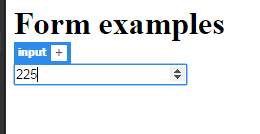 Form examples
input +
225